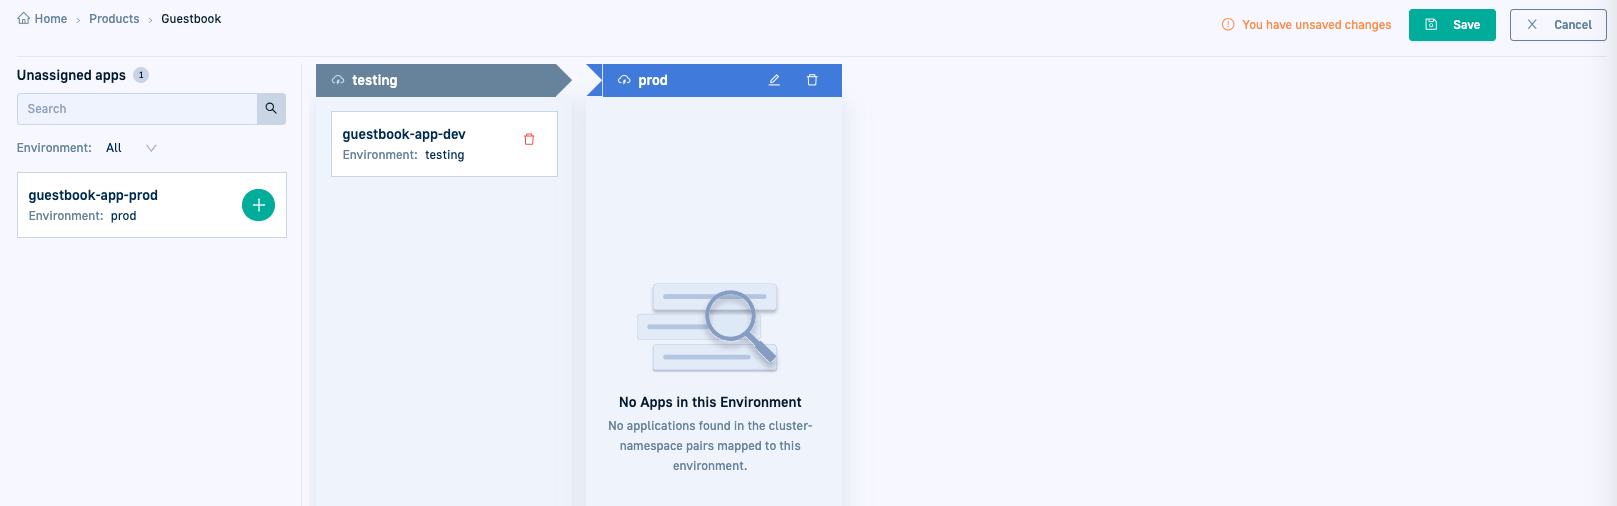 Home > Products > Guestbook
You have unsaved changes
Save
Cancel
Unassigned apps 1
Search
Environment: All
guestbook-app-prod
Environment: prod
testing
guestbook-app-dev
Environment: testing
prod
No Apps in this Environment
No applications found in the cluster-
namespace pairs mapped to this
environment.